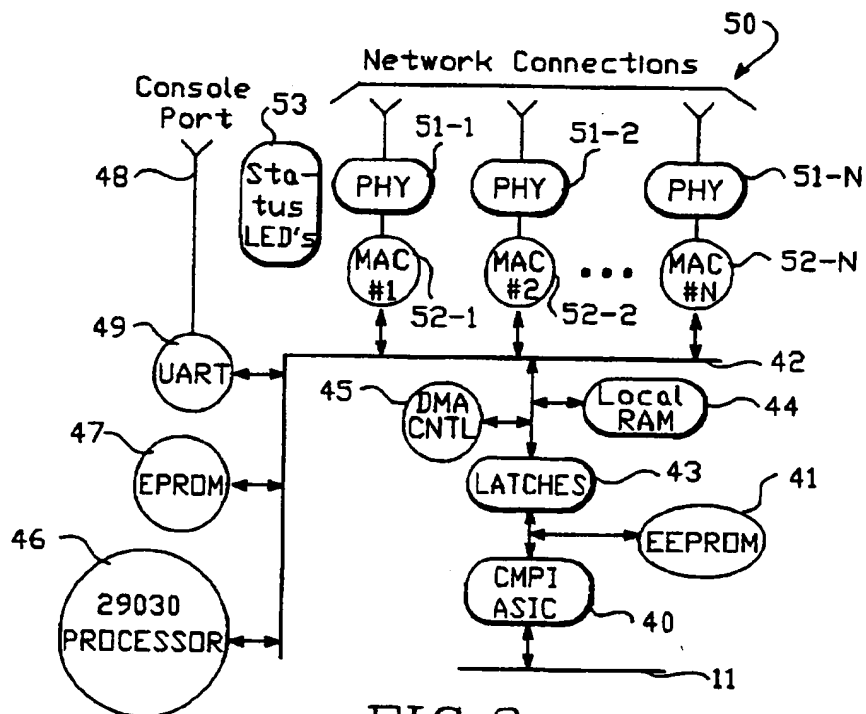 50
Network Connections
Console
Port
53
51-1
51-2
51-N
48
Sta-
tus
LED's
PHY
PHY
PHY
MAC
#1
MAC
#2
MAC
#N
52-N
52-1
52-2
49
UART
42
45
DMA
CNTL
Local
RAM
44
47
EPROM
43
LATCHES
41
EEPROM
46
29030
PROCESSOR
CMPI
ASIC
40
11